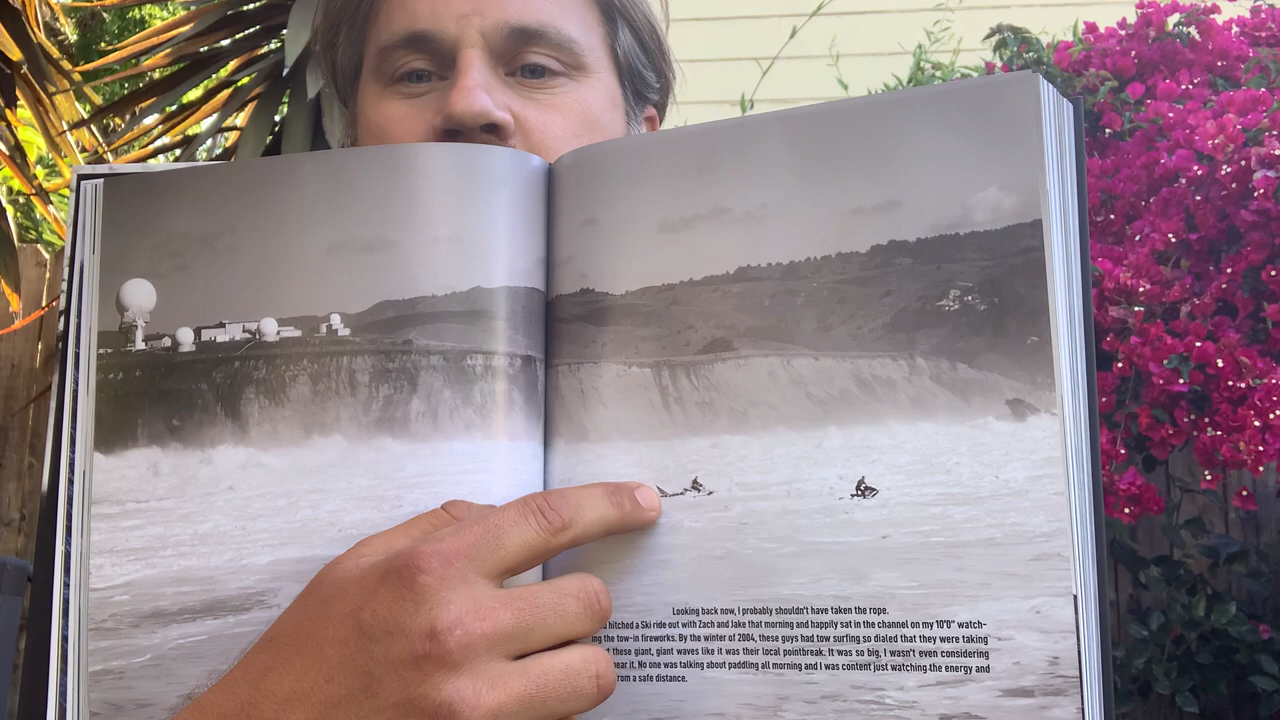 Looking back now, I probably shouldn't have taken the rope.
hitched a Ski ride out with Zach and Jake that morning and happily sat in the channel on my 10'0" watch-
ing the tow-in fireworks. By the winter of 2004, these guys had tow surfing so dialed that they were taking
these giant, giant waves like it was their local pointbreak. It was so big, I wasn't even considering
near it. No one was talking about paddling all morning and I was content just watching the energy and
from a safe distance.